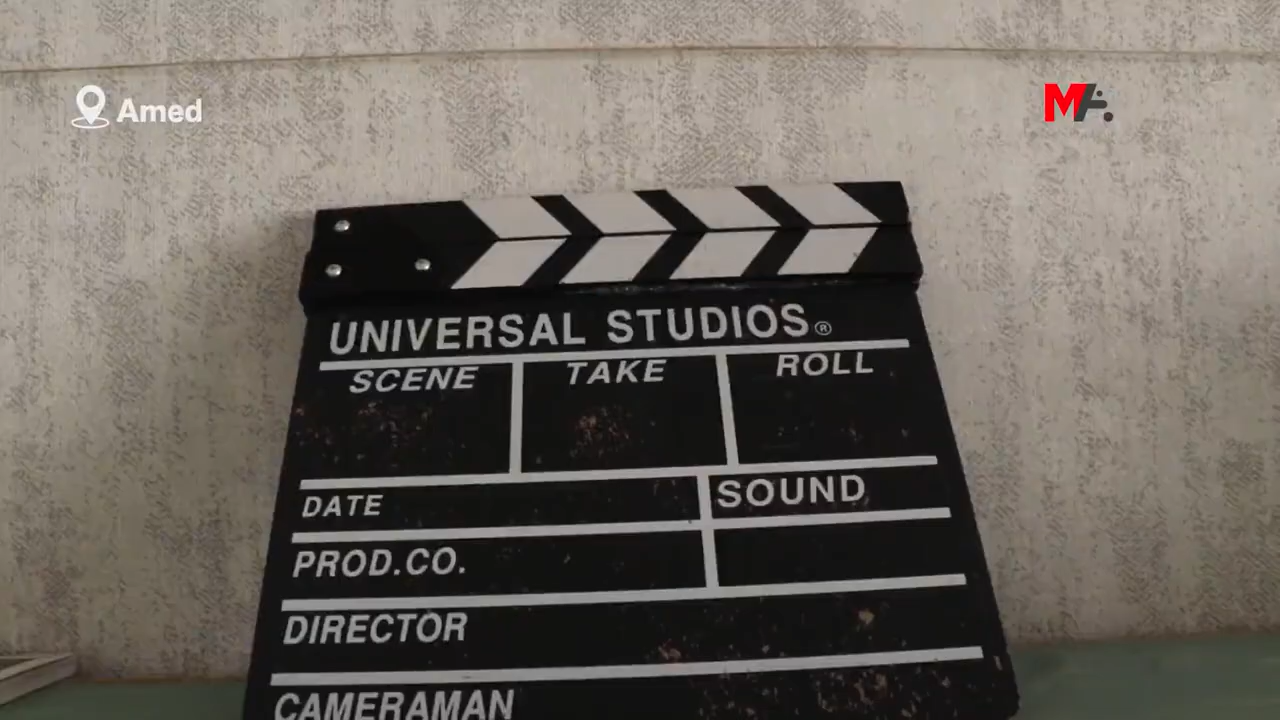 Amed
MA
UNIVERSAL STUDIOS®
SCENE TAKE ROLL
DATE SOUND
PROD.CO.
DIRECTOR
CAMERAMAN